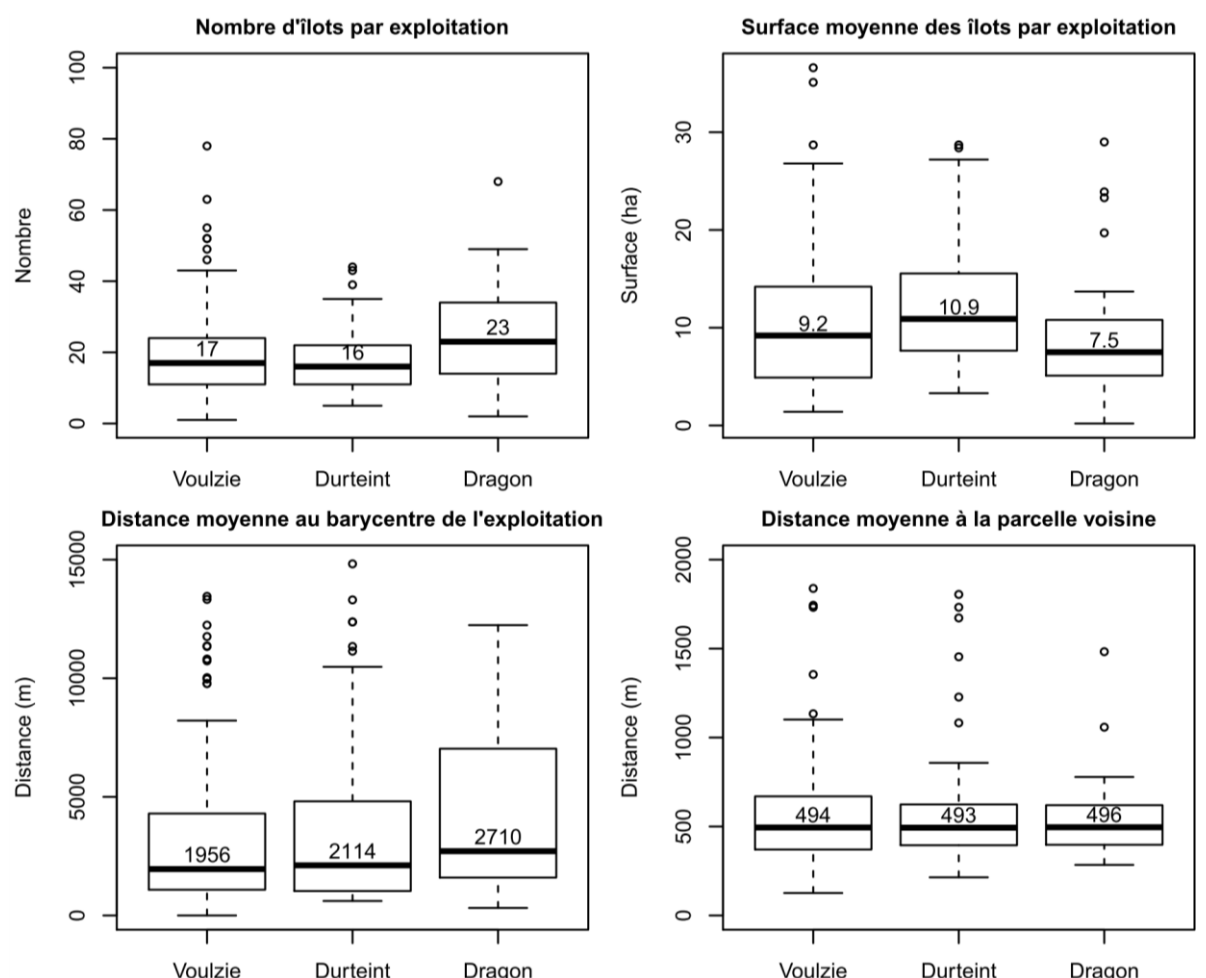 Nombre d'îlots par exploitation
Nombre
100
80
60
40
20
0
17
16
23
Voulzie Durteint Dragon
Surface moyenne des îlots par exploitation
Surface (ha)
30
20
10
0
9.2
10.9
7.5
Voulzie Durteint Dragon
Distance moyenne au barycentre de l'exploitation
Distance (m)
15000
10000
5000
0
1956
2114
2710
Voulzie Durteint Dragon
Distance moyenne à la parcelle voisine
Distance (m)
2000
1500
1000
500
0
494
493
496
Voulzie Durteint Dragon